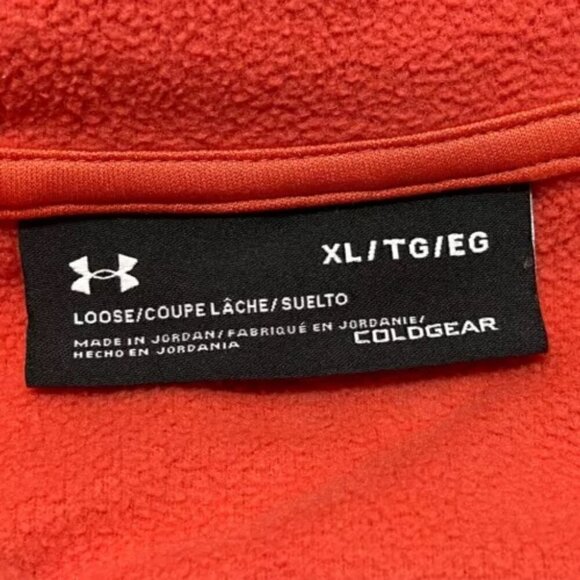 XL/TG/EG
LOOSE/COUPE LÂCHE/SUELTO
MADE IN JORDAN/FABRIQUÉ EN JORDANIE/
HECHO EN JORDANIA
COLDGEAR